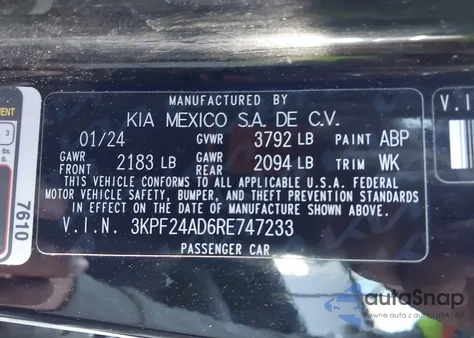 MANUFACTURED BY
KIA MEXICO S.A. DE C.V.
01/24 GVWR 3792 LB PAINT ABP
GAWR FRONT 2183 LB GAWR REAR 2094 LB TRIM WK
THIS VEHICLE CONFORMS TO ALL APPLICABLE U.S.A. FEDERAL
MOTOR VEHICLE SAFETY, BUMPER, AND THEFT PREVENTION STANDARDS
IN EFFECT ON THE DATE OF MANUFACTURE SHOWN ABOVE.
V.I.N. 3KPF24AD6RE747233
PASSENGER CAR
7610
3
V.I
autoSnap